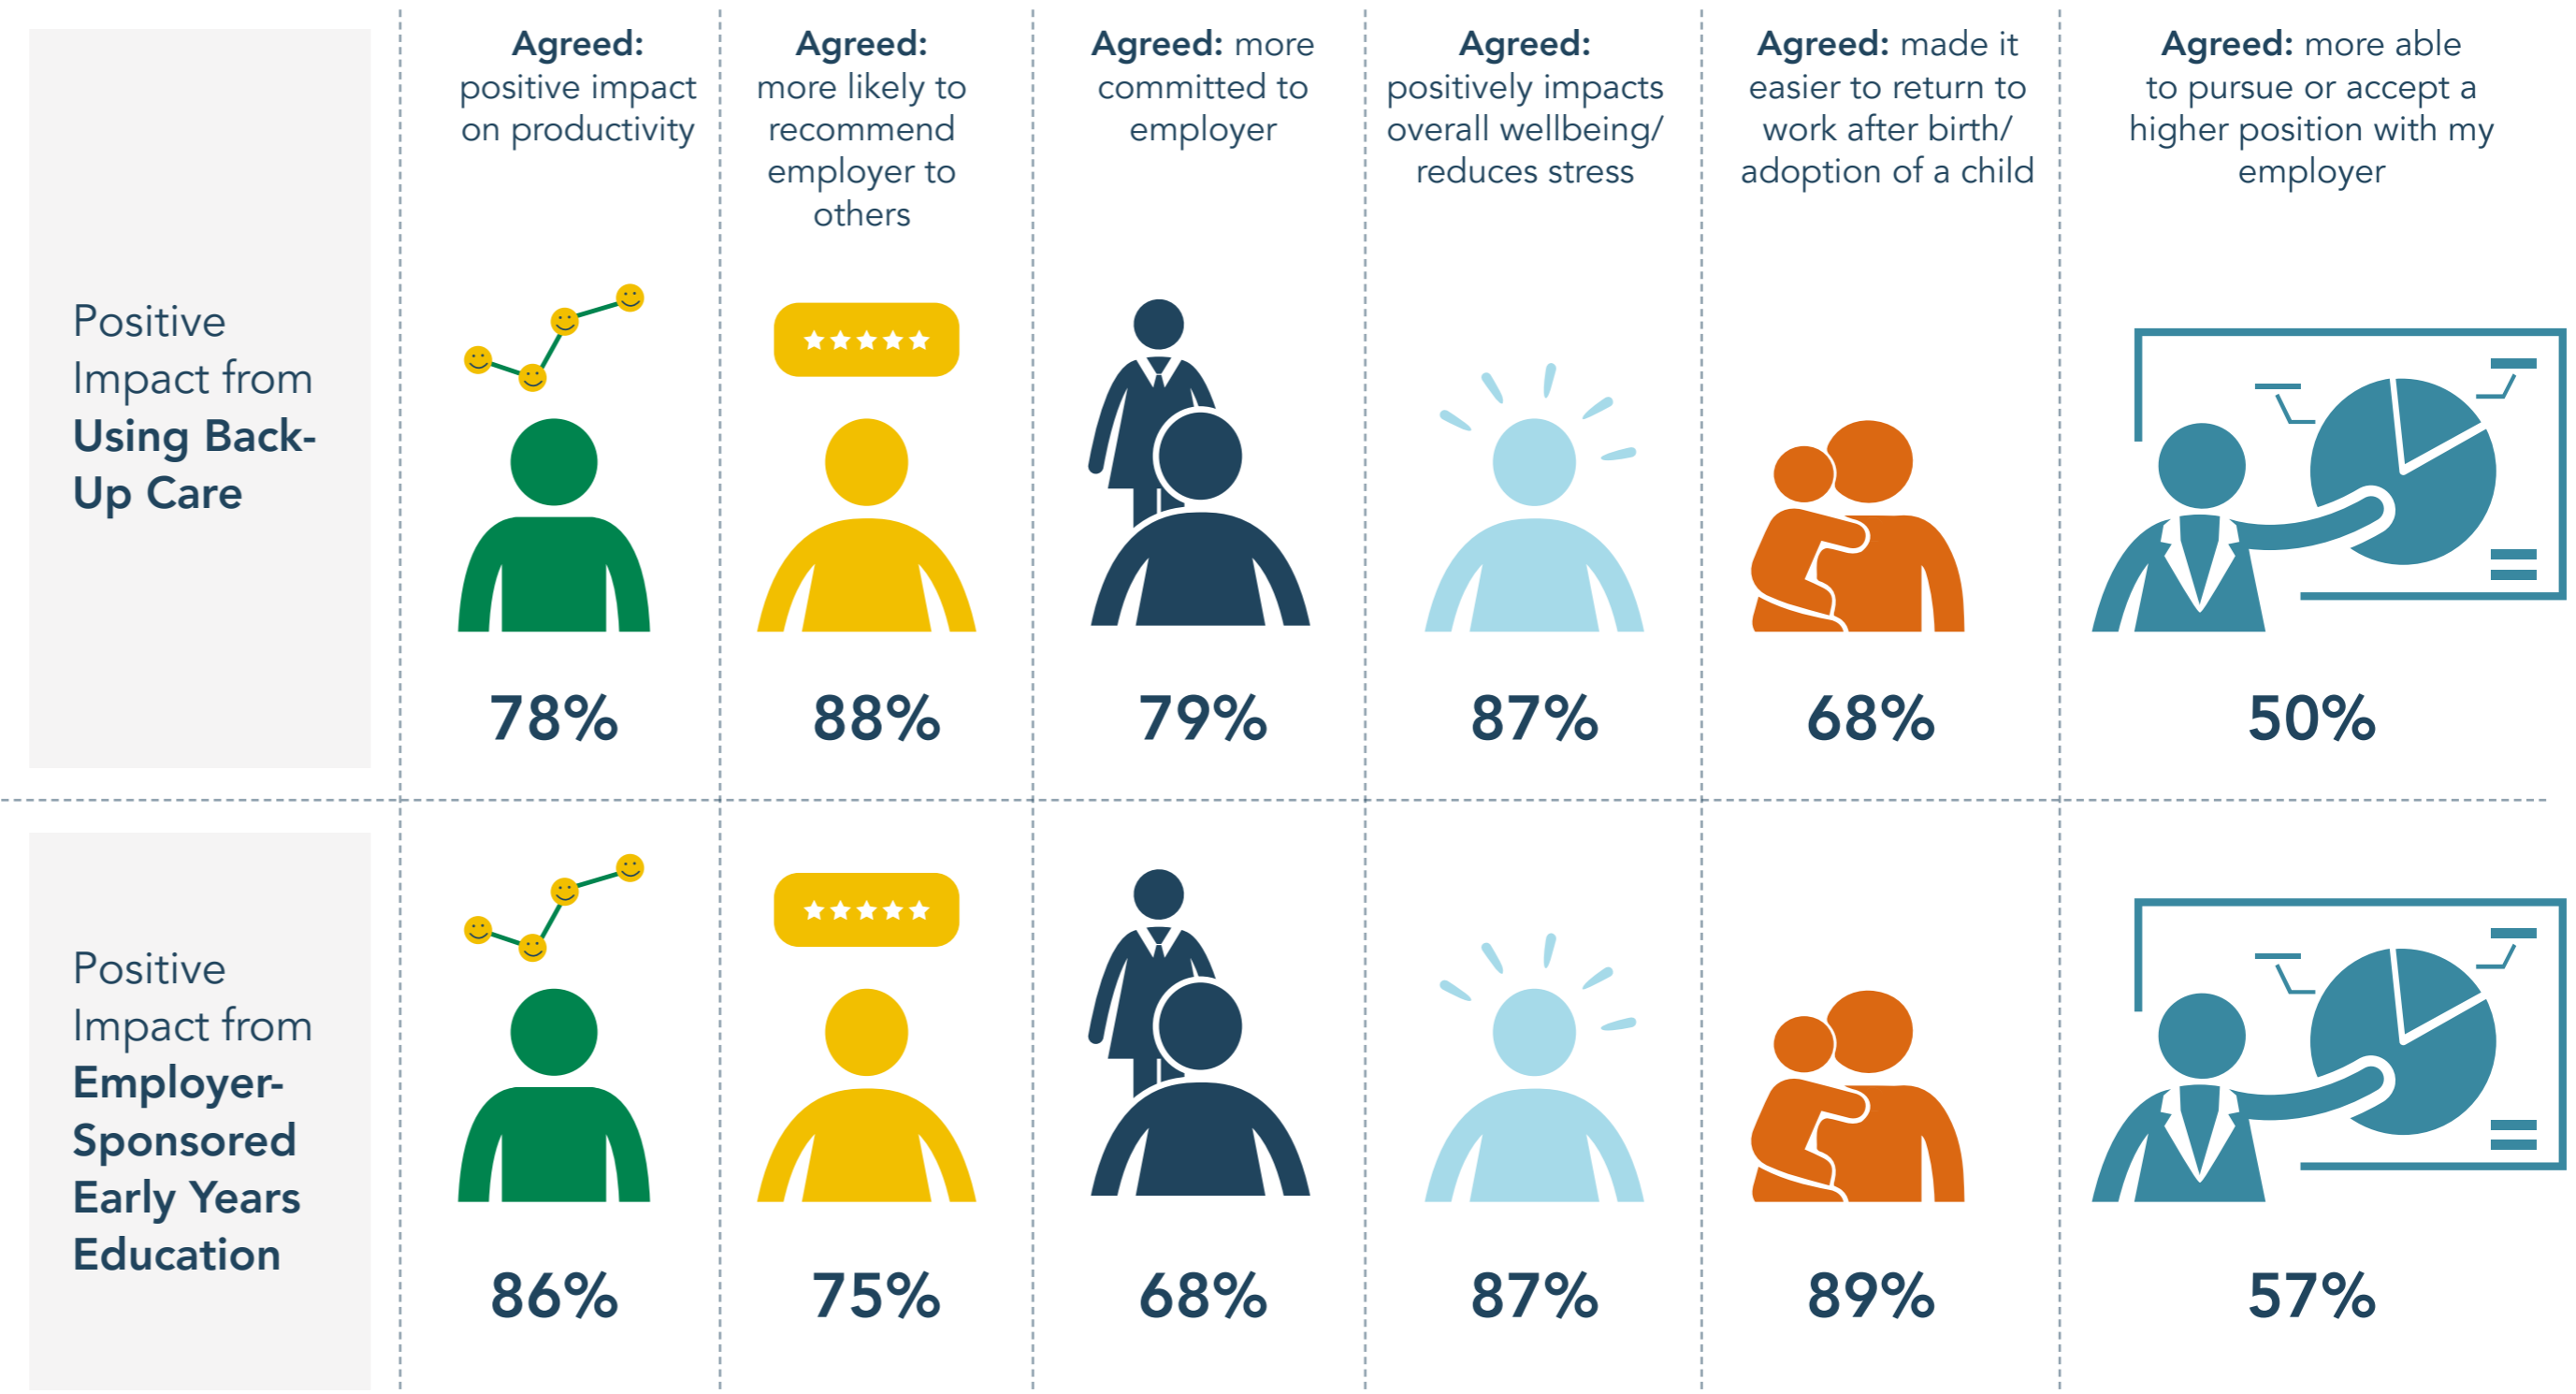 Agreed:
positive impact
on productivity
Agreed:
more likely to
recommend
employer to
others
Agreed: more
committed to
employer
Agreed:
positively impacts
overall wellbeing/
reduces stress
Agreed: made it
easier to return to
work after birth/
adoption of a child
Agreed: more able
to pursue or accept a
higher position with my
employer
Positive
Impact from
Using Back-
Up Care
78%
88%
79%
87%
68%
50%
Positive
Impact from
Employer-
Sponsored
Early Years
Education
86%
75%
68%
87%
89%
57%